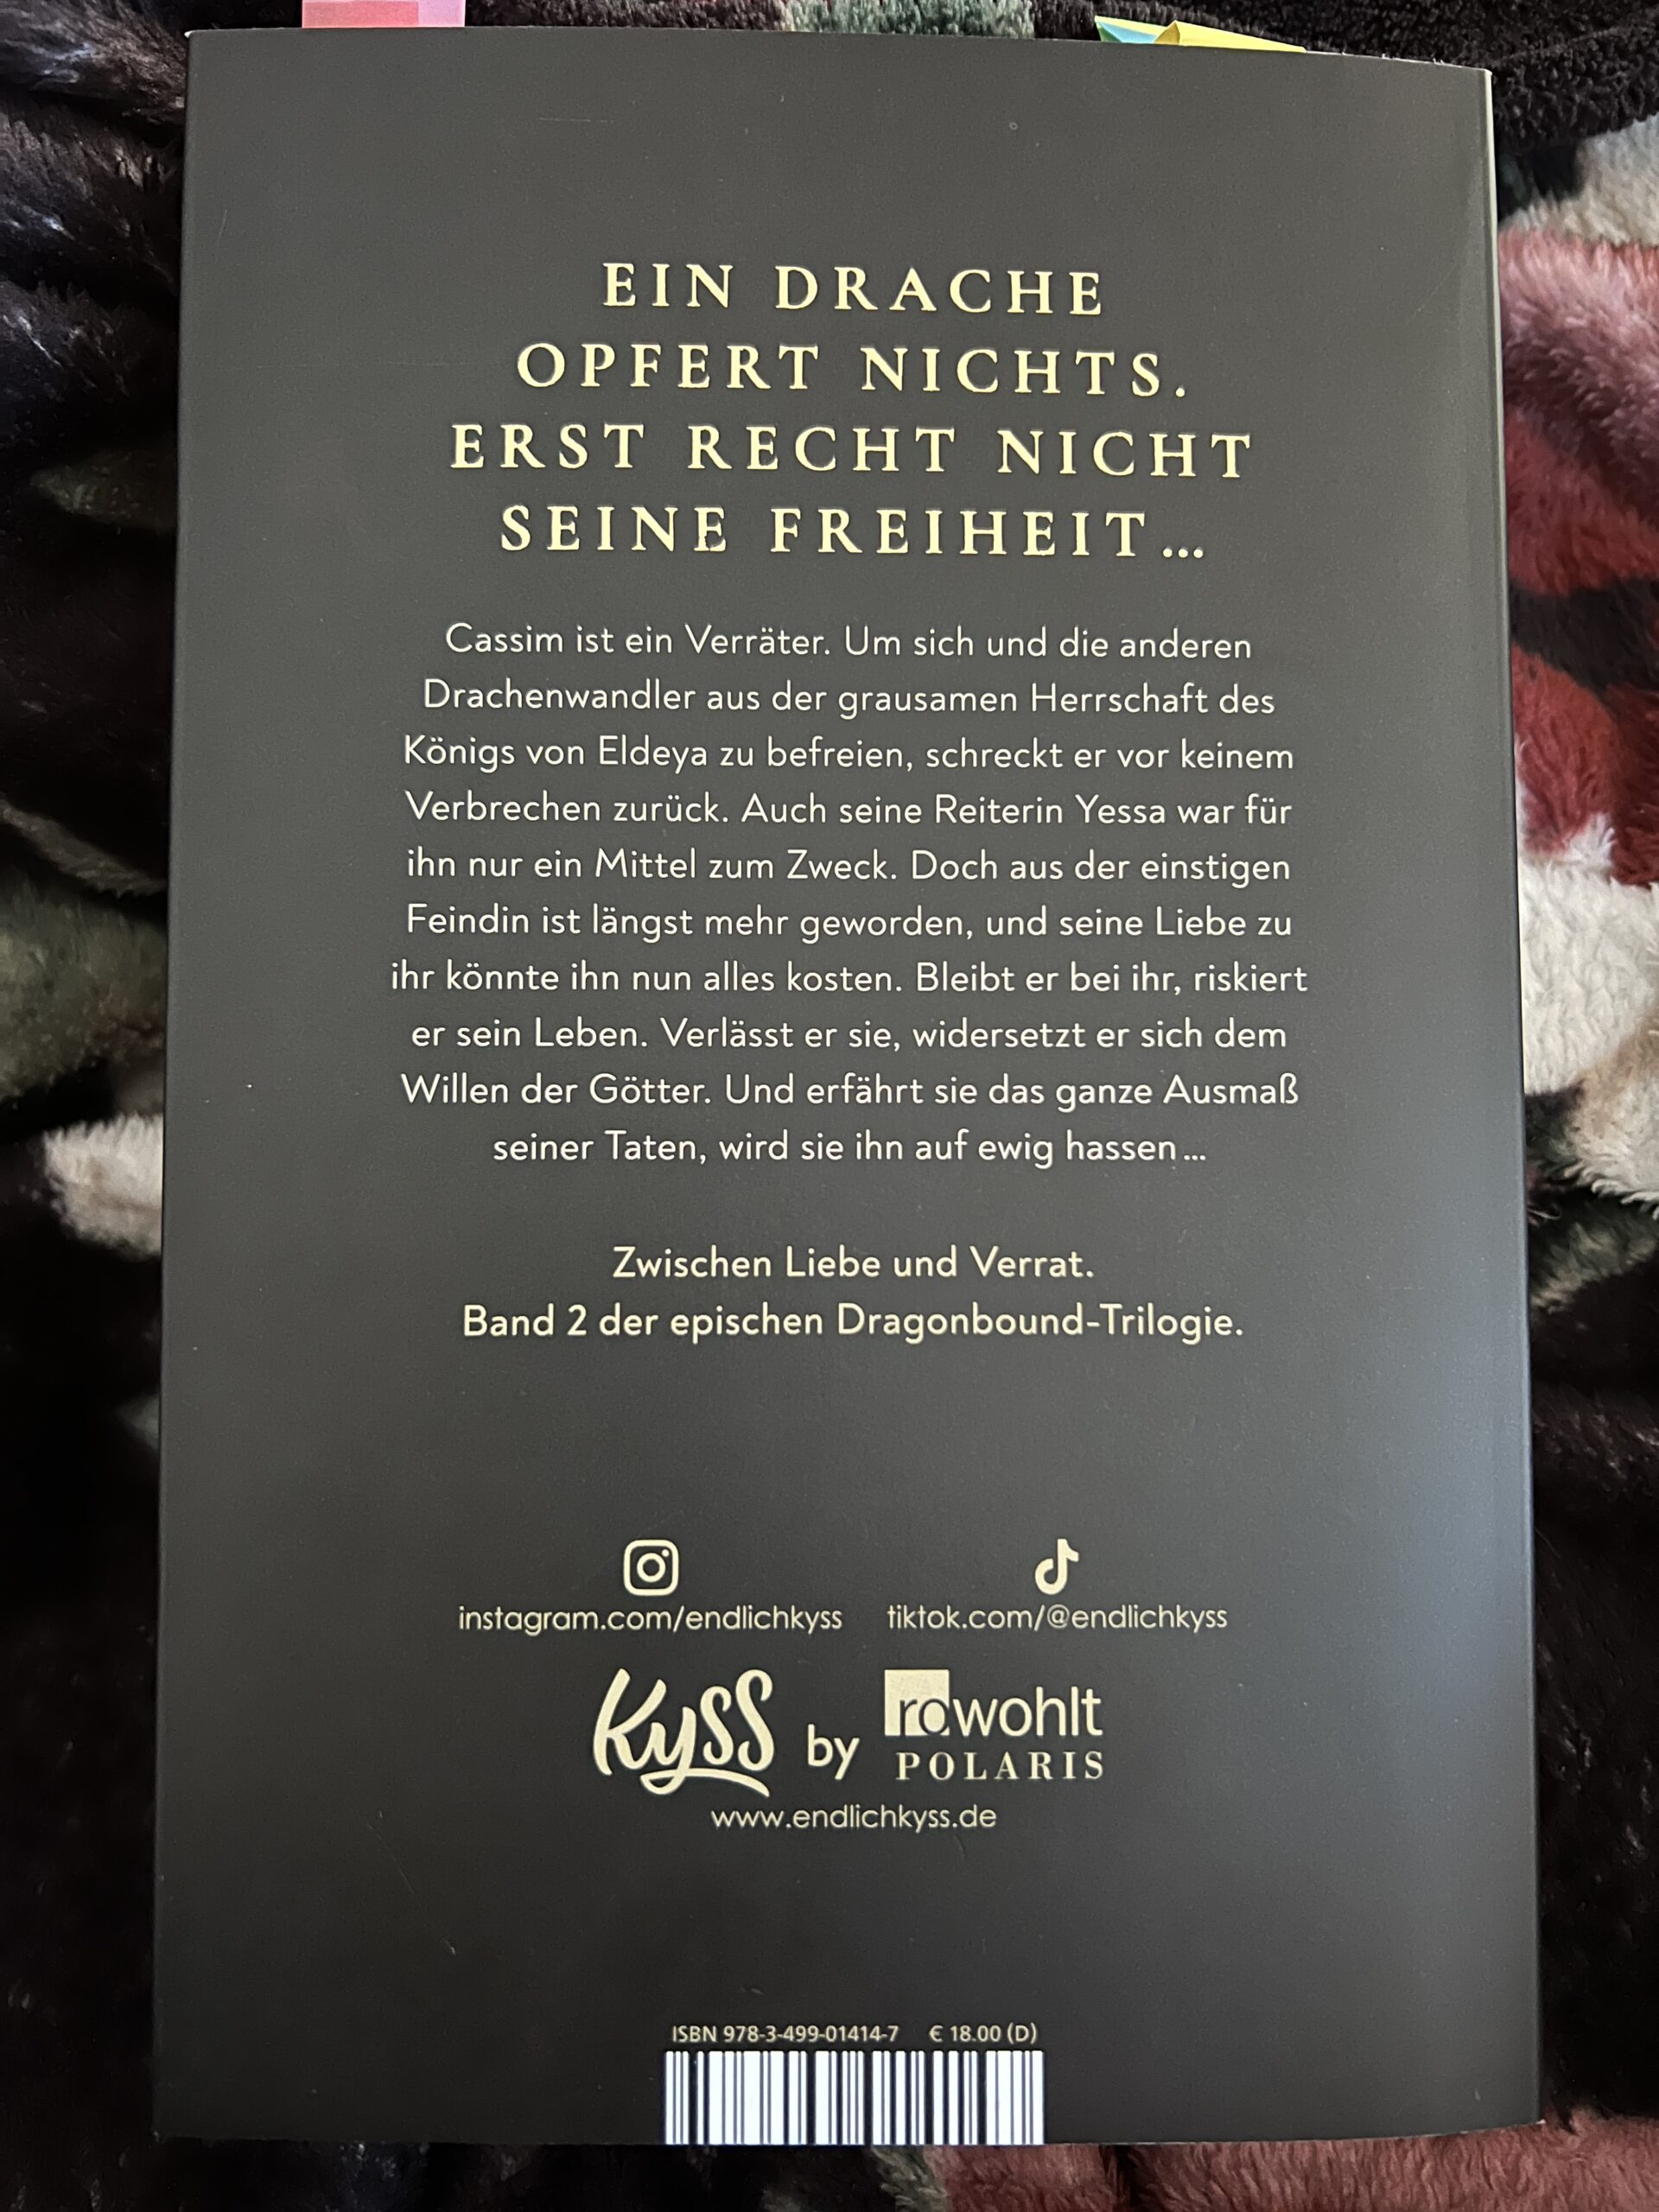 EIN DRACHE
OPFERT NICHTS.
ERST RECHT NICHT
SEINE FREIHEIT...
Cassim ist ein Verräter. Um sich und die anderen
Drachenwandler aus der grausamen Herrschaft des
Königs von Eldeya zu befreien, schreckt er vor keinem
Verbrechen zurück. Auch seine Reiterin Yessa war für
ihn nur ein Mittel zum Zweck. Doch aus der einstigen
Feindin ist längst mehr geworden, und seine Liebe zu
ihr könnte ihn nun alles kosten. Bleibt er bei ihr, riskiert
er sein Leben. Verlässt er sie, widersetzt er sich dem
Willen der Götter. Und erfährt sie das ganze Ausmaß
seiner Taten, wird sie ihn auf ewig hassen...
Zwischen Liebe und Verrat.
Band 2 der epischen Dragonbound-Trilogie.
instagram.com/endlichkyss tiktok.com/@endlichkyss
Kyss by rowohlt
POLARIS
www.endlichkyss.de
ISBN 978-3-499-01414-7 € 18.00 (D)